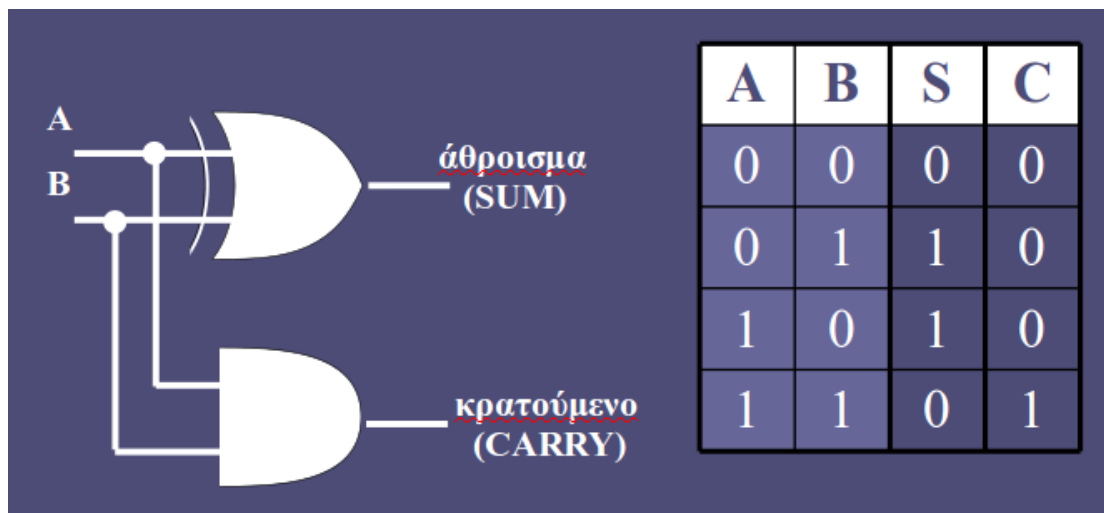 A
B
άθροισμα
(SUM)
κρατούμενο
(CARRY)
A B S C
0 0 0 0
0 1 1 0
1 0 1 0
1 1 0 1